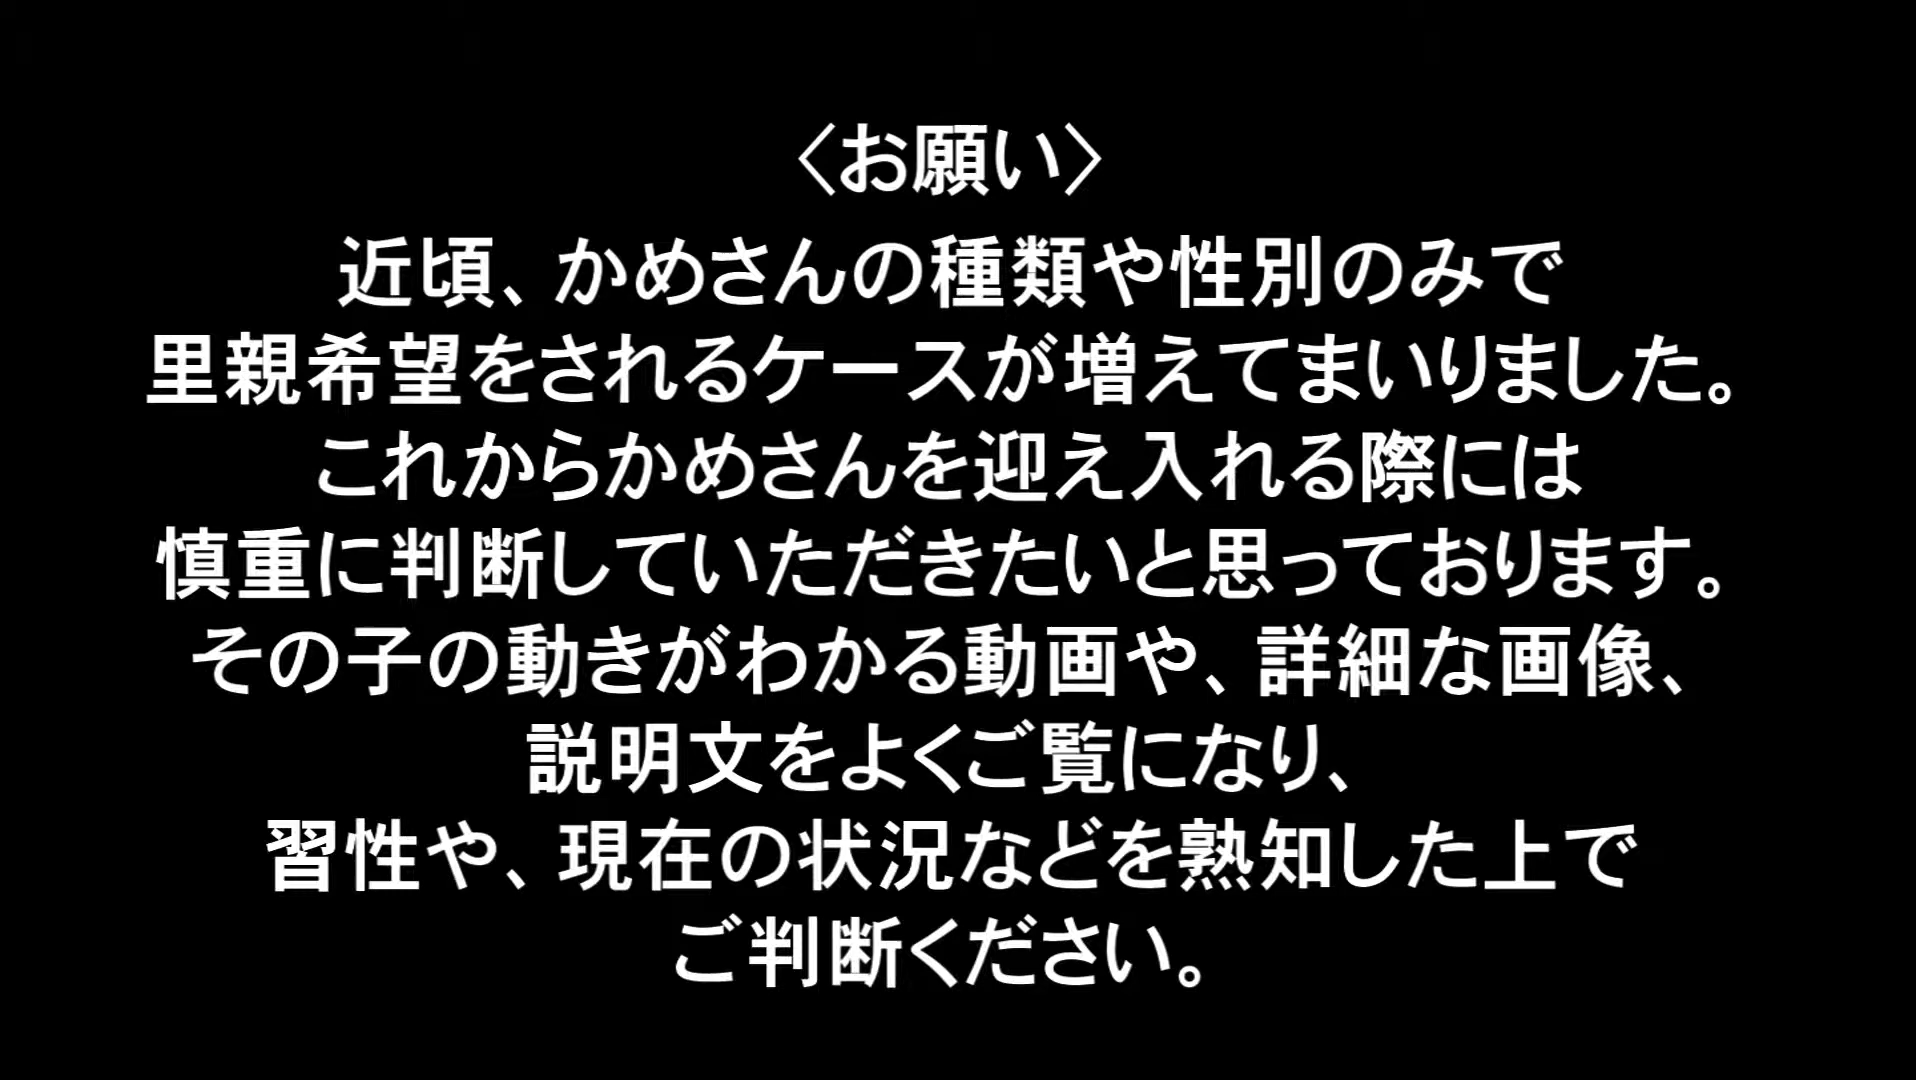 〈お願い〉
近頃、かめさんの種類や性別のみで
里親希望をされるケースが増えてまいりました。
これからかめさんを迎え入れる際には
慎重に判断していただきたいと思っております。
その子の動きがわかる動画や、詳細な画像、
説明文をよくご覧になり、
習性や、現在の状況などを熟知した上で
ご判断ください。